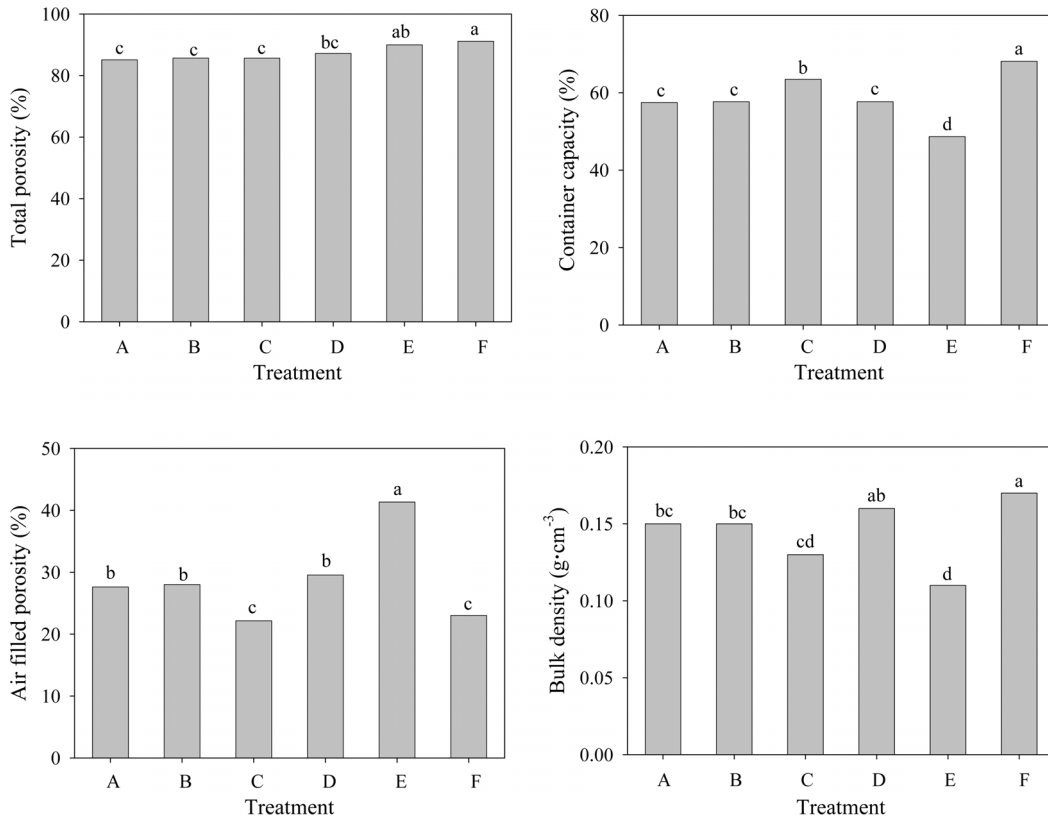 100
80
60
40
20
0
Total porosity (%)
c c c bc ab a
A B C D E F
Treatment
80
60
40
20
0
Container capacity (%)
c c b c d a
A B C D E F
Treatment
50
40
30
20
10
0
Air filled porosity (%)
b b c b a c
A B C D E F
Treatment
0.20
0.15
0.10
0.05
0.00
Bulk density (g·cm⁻³)
bc bc cd ab d a
A B C D E F
Treatment